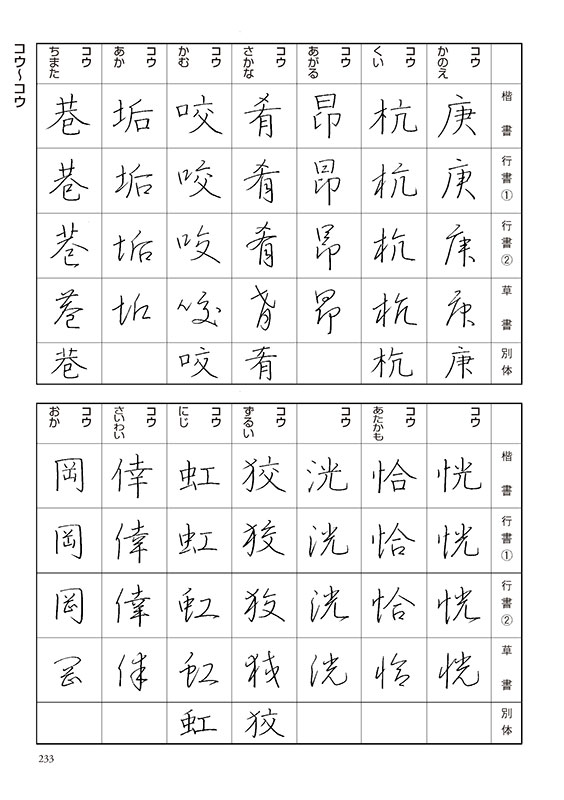 コウ〜コウ
楷書 行書① 行書② 草書 別体
コウ かのえ 庚 庚 庚 庚 庚
コウ くい 杭 杭 杭 杭 杭
コウ あがる 昂 昂 昂 昂
コウ さかな 肴 肴 肴 肴 肴
コウ かむ 咬 咬 咬 咬 咬
コウ あか 垢 垢 垢 垢
コウ ちまた 巷 巷 巷 巷 巷
楷書 行書① 行書② 草書 別体
コウ 恍 恍 恍 恍
コウ あたかも 恰 恰 恰 恰
コウ 洸 洸 洸 洸
コウ ずるい 狡 狡 狡 狡 狡
コウ にじ 虹 虹 虹 虹 虹
コウ さいわい 倖 倖 倖 倖
コウ おか 岡 岡 岡 岡
233